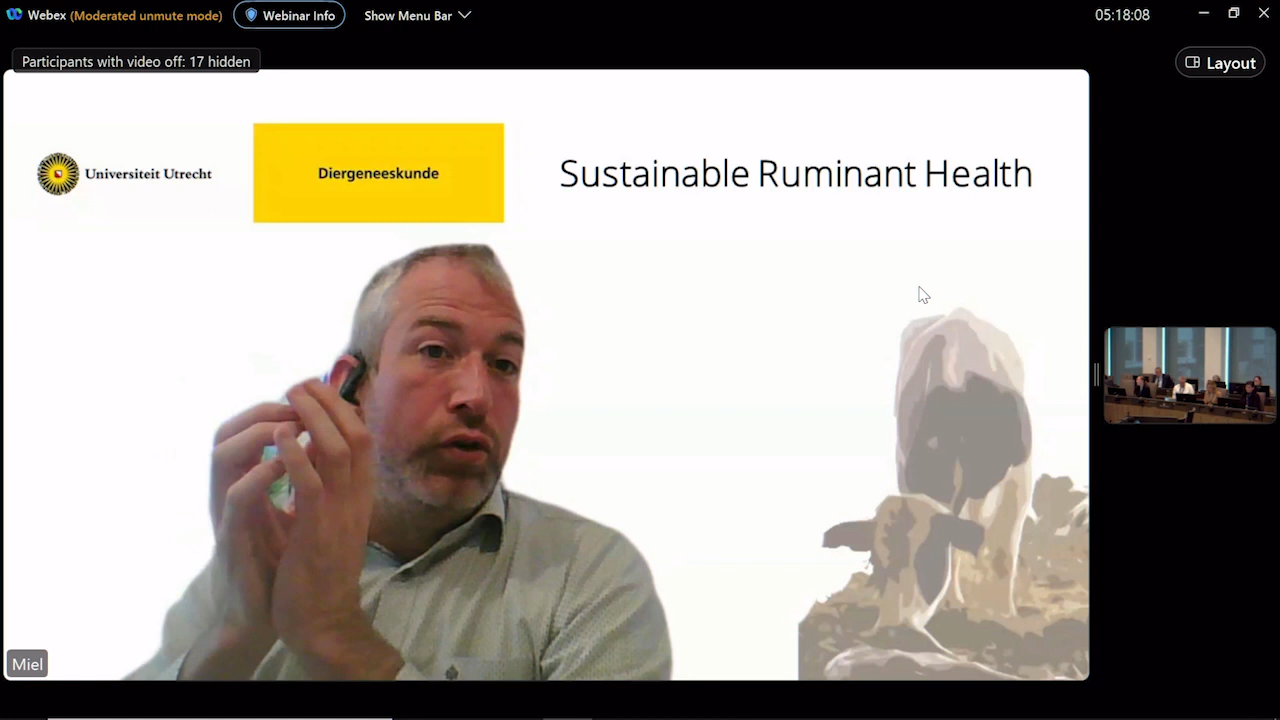 Webex (Moderated unmute mode)
Webinar Info
Show Menu Bar
05:18:08
Participants with video off: 17 hidden
Layout
Universiteit Utrecht
Diergeneeskunde
Sustainable Ruminant Health
Miel